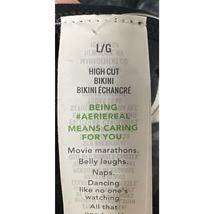 L/G
HIGH CUT
BIKINI
BIKINI ÉCHANCRÉ
BEING
#AERIEREAL
MEANS CARING
FOR YOU.
Movie marathons.
Belly laughs.
Naps.
Dancing
like no one's
watching.
All that